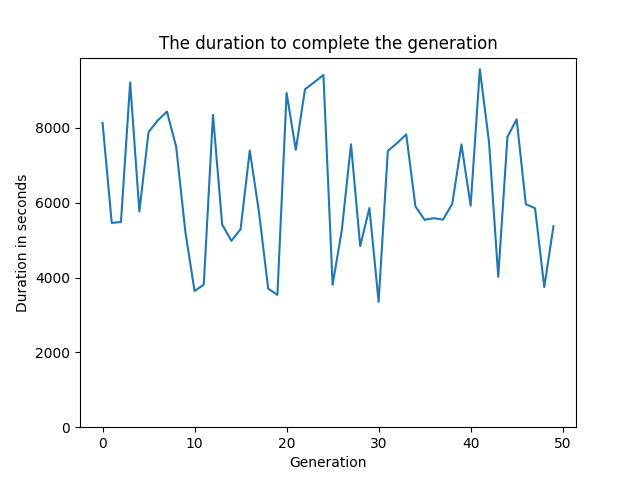 The duration to complete the generation
Duration in seconds
8000
6000
4000
2000
0
0 10 20 30 40 50
Generation